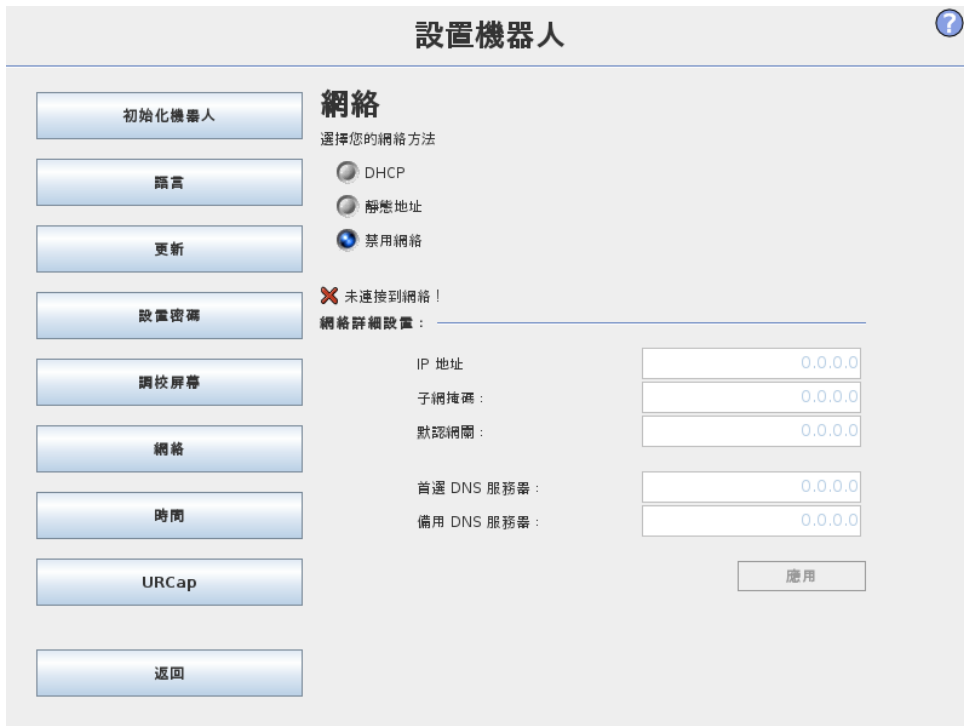 設置機器人
?
初始化機器人
語言
更新
設置密碼
調校屏幕
網絡
時間
URCap
返回
網絡
選擇您的網絡方法
DHCP
靜態地址
禁用網絡
未連接到網絡!
網絡詳細設置:
IP 地址 0.0.0.0
子網掩碼: 0.0.0.0
默認網關: 0.0.0.0
首選 DNS 服務器: 0.0.0.0
備用 DNS 服務器: 0.0.0.0
應用